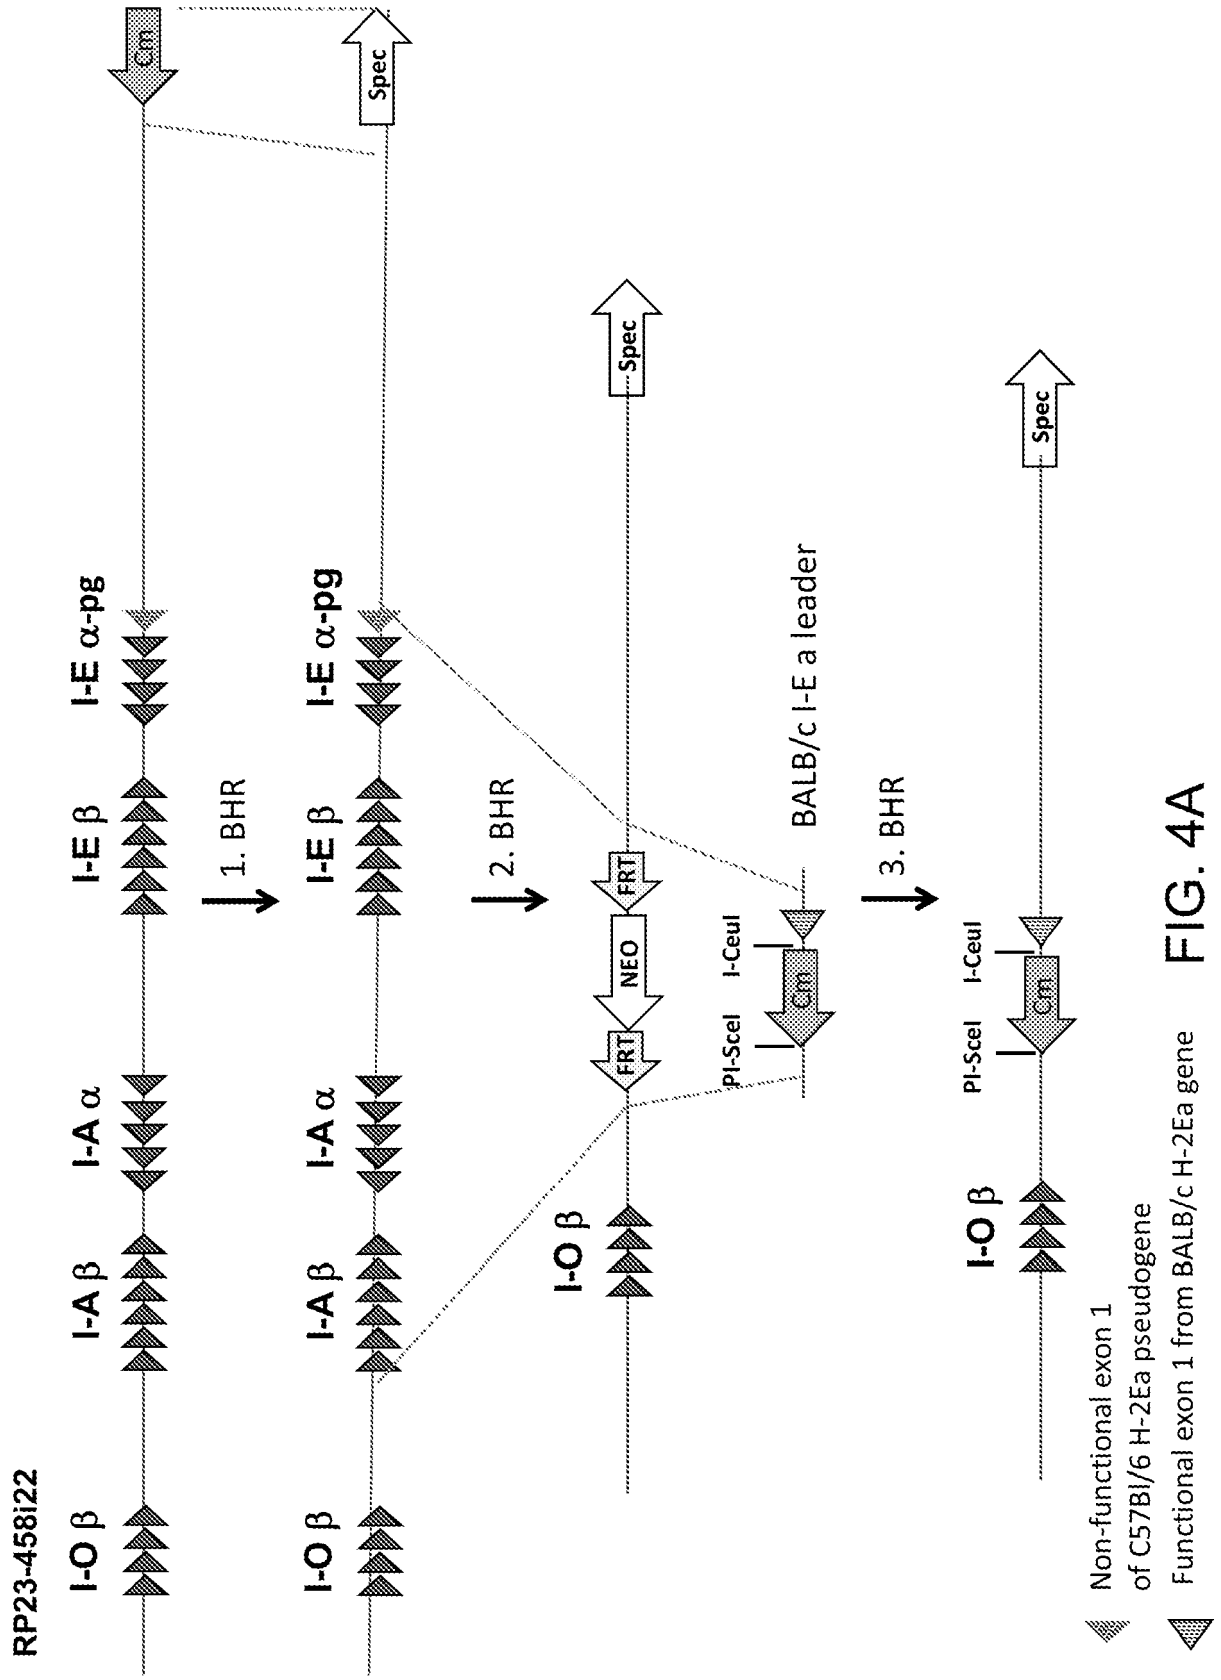 RP23-458i22
I-O β
I-A β
I-A α
I-E β
I-E α-pg
Cm
1. BHR
I-O β
I-A β
I-A α
I-E β
I-E α-pg
Spec
2. BHR
I-O β
FRT
NEO
FRT
Spec
PI-SceI
I-CeuI
Cm
BALB/c I-E a leader
3. BHR
I-O β
PI-SceI
I-CeuI
Cm
Spec
Non-functional exon 1
of C57Bl/6 H-2Ea pseudogene
Functional exon 1 from BALB/c H-2Ea gene
FIG. 4A